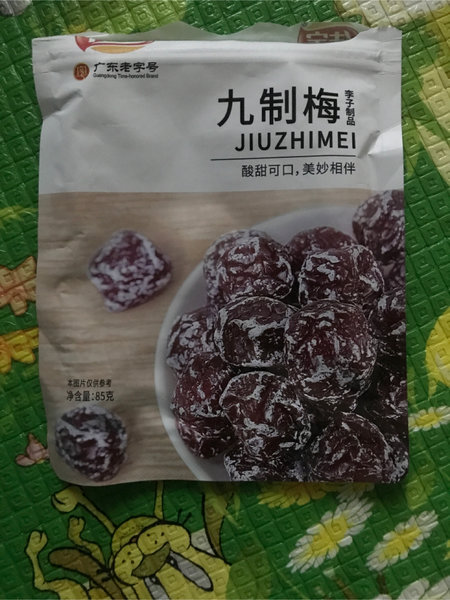 广东老字号
Guangdong Time-honored Brand
九制梅
李子制品
JIUZHIMEI
酸甜可口，美妙相伴
本图片仅供参考
净含量:85克